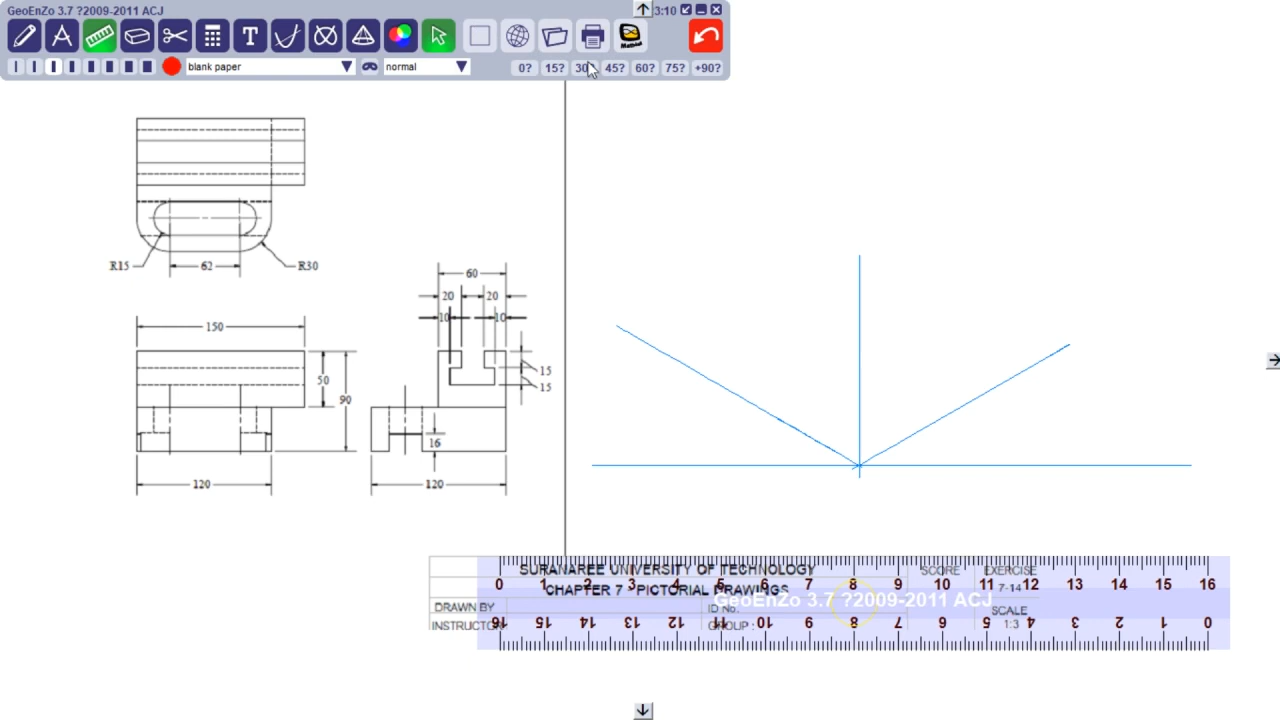 GeoEnZo 3.7 ?2009-2011 ACJ
3:10
T
blank paper
normal
0? 15? 30? 45? 60? 75? +90?
R15
62
R30
60
20 20
10 10
150
15
50
15
90
16
120
120
SURANAREE UNIVERSITY OF TECHNOLOGY
SCORE
EXERCISE
0 1 2 3 4 5 6 7 8 9 10 11 12 13 14 15 16
CHAPTER 7 - PICTORIAL DRAWINGS
7-14
GeoEnZo 3.7 ?2009-2011 ACJ
DRAWN BY
ID No.
SCALE
INSTRUCTOR
GROUP :
1:3
16 15 14 13 12 11 10 9 8 7 6 5 4 3 2 1 0